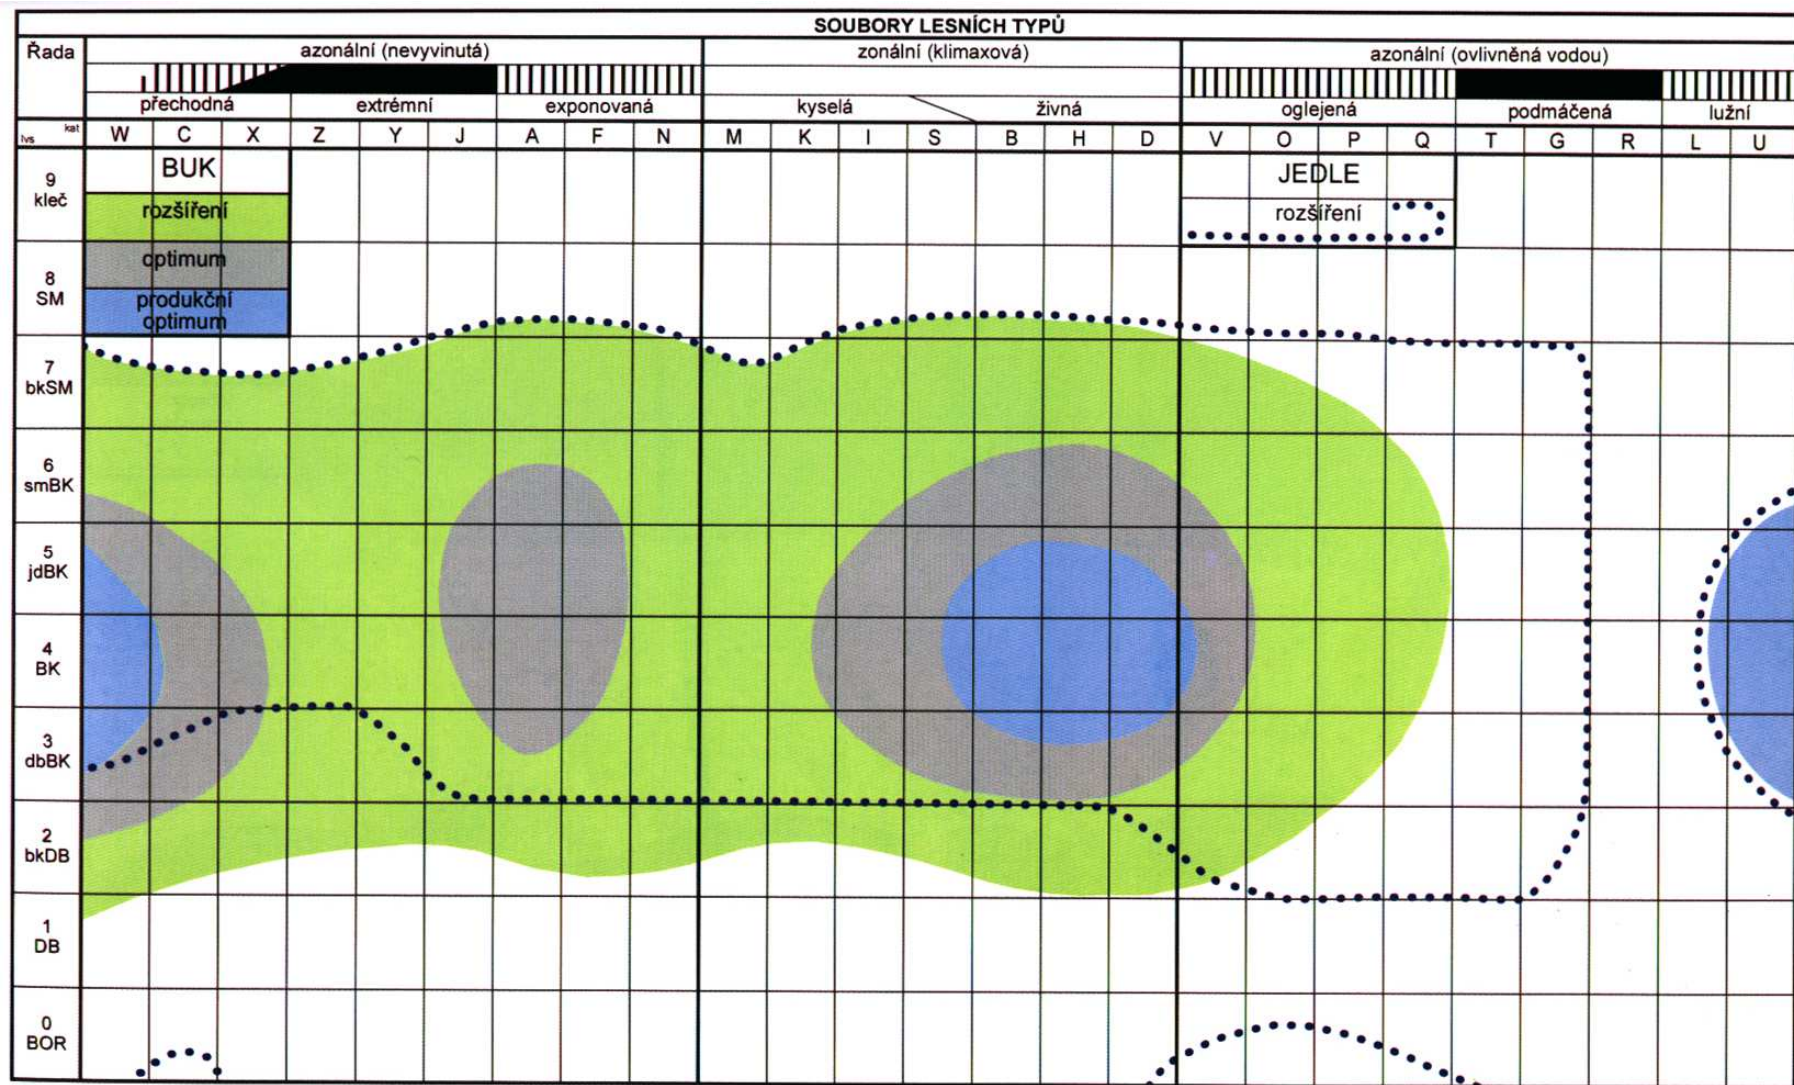 SOUBORY LESNÍCH TYPŮ
Řada azonální (nevyvinutá) zonální (klimaxová) azonální (ovlivněná vodou)
přechodná extrémní exponovaná kyselá živná oglejená podmáčená lužní
lvs kat W C X Z Y J A F N M K I S B H D V O P Q T G R L U
9
kleč
BUK
rozšíření
optimum
produkční
optimum
JEDLE
rozšíření
8
SM
7
bkSM
6
smBK
5
jdBK
4
BK
3
dbBK
2
bkDB
1
DB
0
BOR